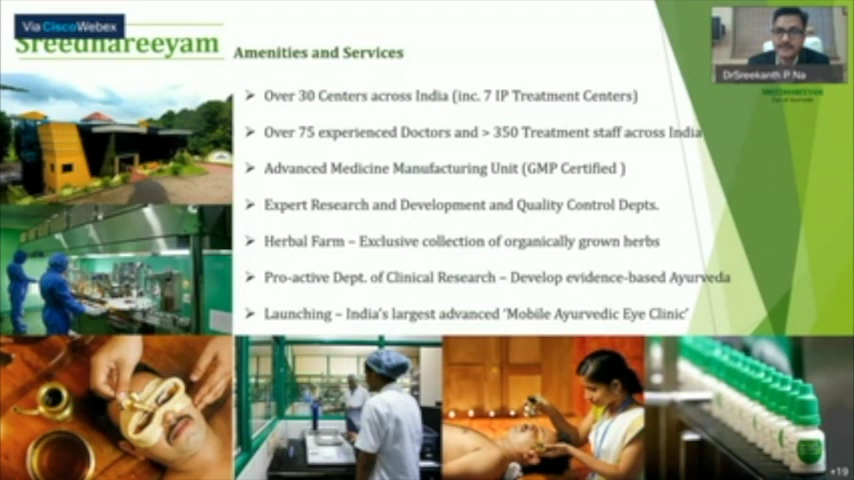 Via Cisco Webex
Sreedhareeyam
Amenities and Services
DrSreekanth P Na
SREEDHAREEYAM
➢ Over 30 Centers across India (inc. 7 IP Treatment Centers)
➢ Over 75 experienced Doctors and > 350 Treatment staff across India
➢ Advanced Medicine Manufacturing Unit (GMP Certified )
➢ Expert Research and Development and Quality Control Depts.
➢ Herbal Farm – Exclusive collection of organically grown herbs
➢ Pro-active Dept. of Clinical Research – Develop evidence-based Ayurveda
➢ Launching – India's largest advanced 'Mobile Ayurvedic Eye Clinic'
+19